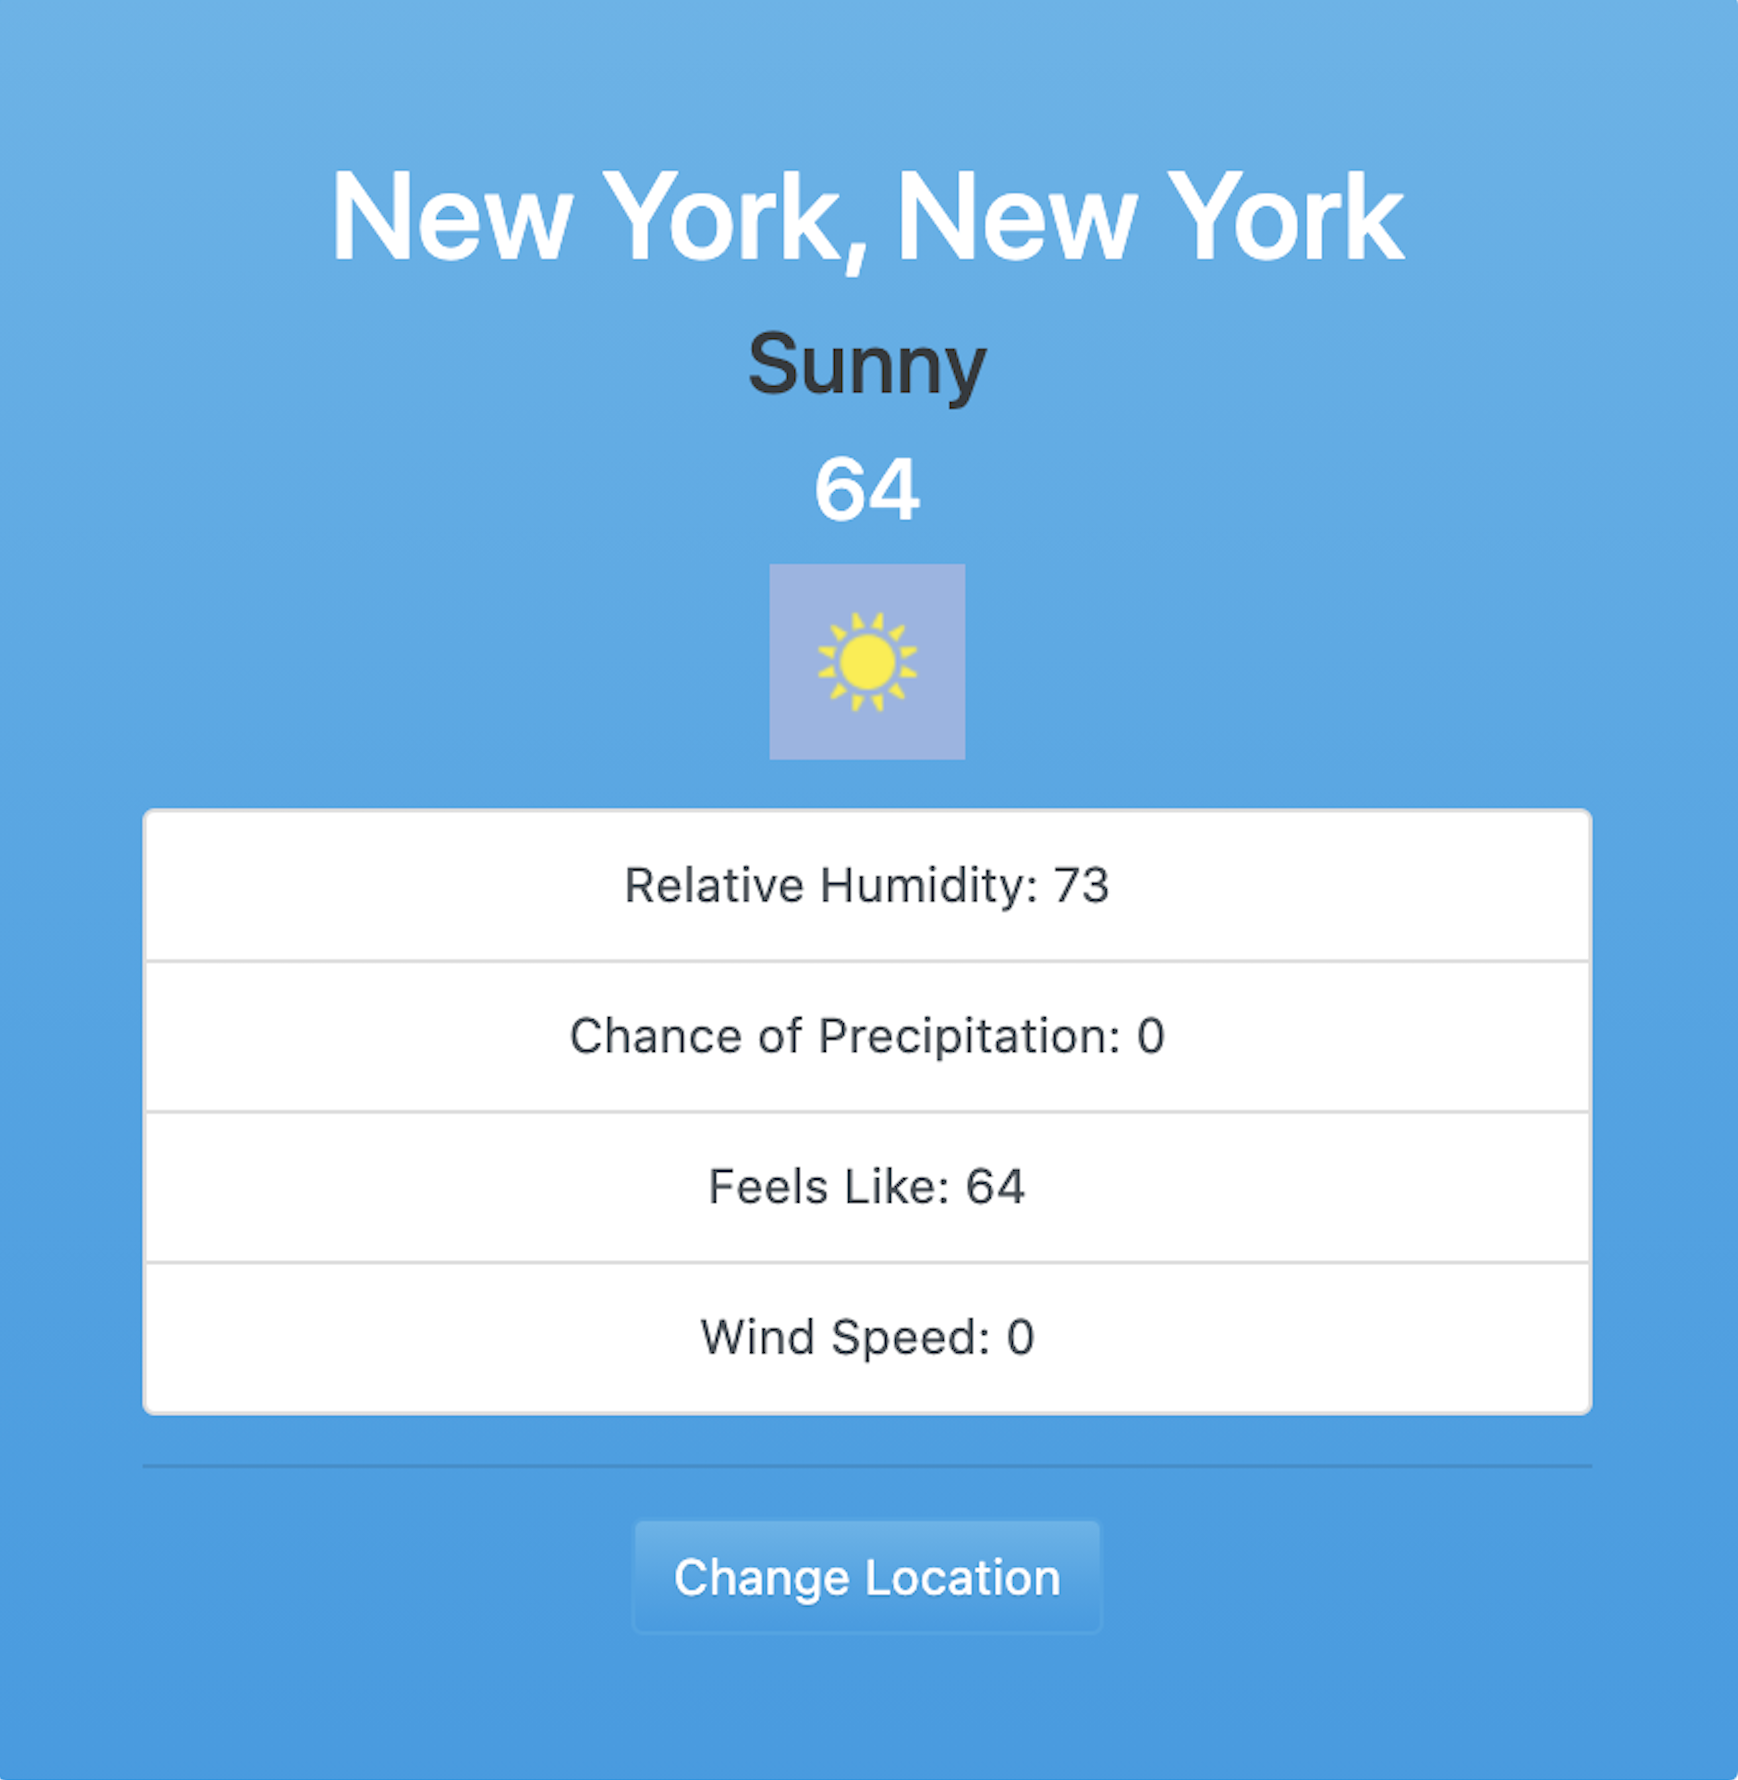 New York, New York
Sunny
64
Relative Humidity: 73
Chance of Precipitation: 0
Feels Like: 64
Wind Speed: 0
Change Location